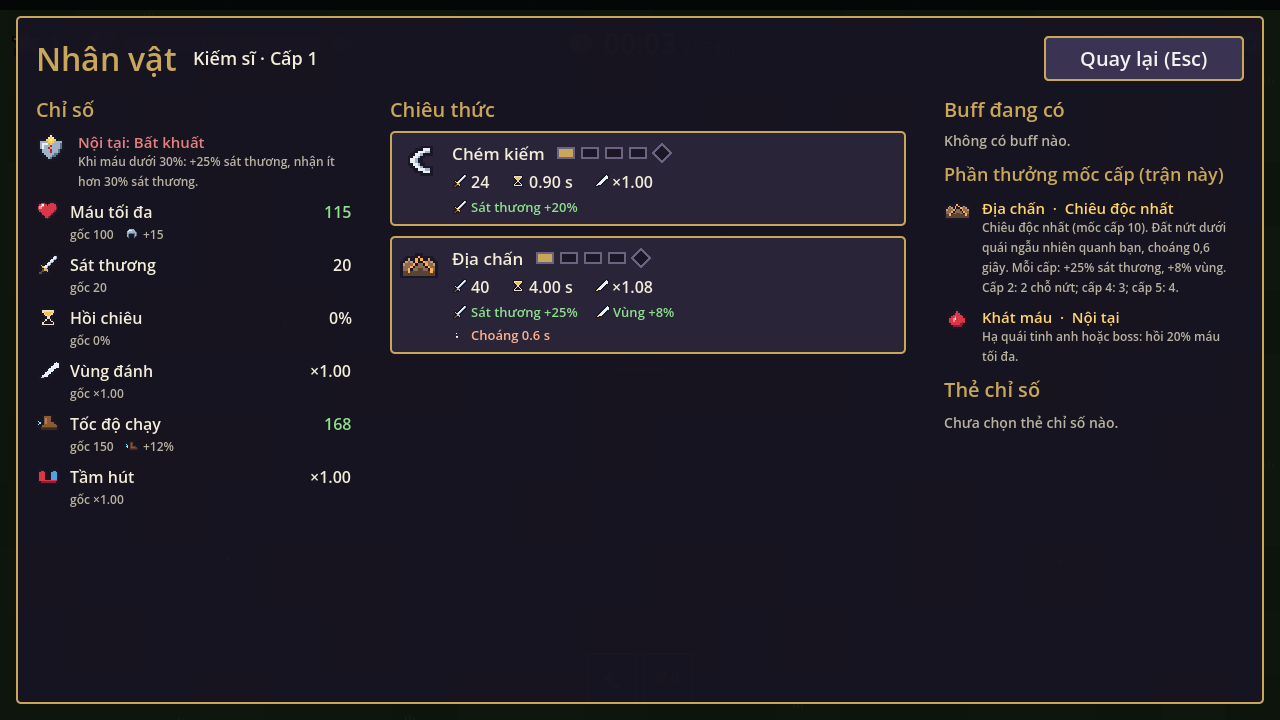 Nhân vật
Kiếm sĩ · Cấp 1
Quay lại (Esc)
Chỉ số
Nội tại: Bất khuất
Khi máu dưới 30%: +25% sát thương, nhận ít
hơn 30% sát thương.
Máu tối đa 115
gốc 100 +15
Sát thương 20
gốc 20
Hồi chiêu 0%
gốc 0%
Vùng đánh ×1.00
gốc ×1.00
Tốc độ chạy 168
gốc 150 +12%
Tầm hút ×1.00
gốc ×1.00
Chiêu thức
Chém kiếm
24 0.90 s ×1.00
Sát thương +20%
Địa chấn
40 4.00 s ×1.08
Sát thương +25% Vùng +8%
Choáng 0.6 s
Buff đang có
Không có buff nào.
Phần thưởng mốc cấp (trận này)
Địa chấn · Chiêu độc nhất
Chiêu độc nhất (mốc cấp 10). Đất nứt dưới
quái ngẫu nhiên quanh bạn, choáng 0,6
giây. Mỗi cấp: +25% sát thương, +8% vùng.
Cấp 2: 2 chỗ nứt; cấp 4: 3; cấp 5: 4.
Khát máu · Nội tại
Hạ quái tinh anh hoặc boss: hồi 20% máu
tối đa.
Thẻ chỉ số
Chưa chọn thẻ chỉ số nào.